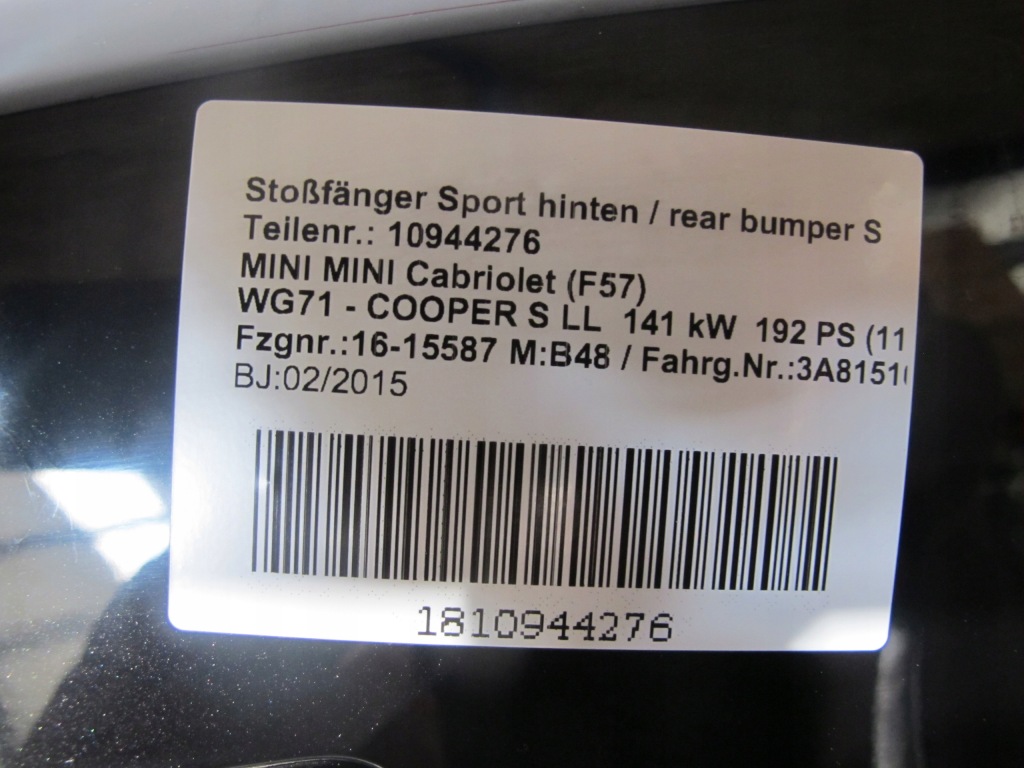 Stoßfänger Sport hinten / rear bumper S
Teilenr.: 10944276
MINI MINI Cabriolet (F57)
WG71 - COOPER S LL 141 kW 192 PS (11
Fzgnr.:16-15587 M:B48 / Fahrg.Nr.:3A8151
BJ:02/2015
1810944276